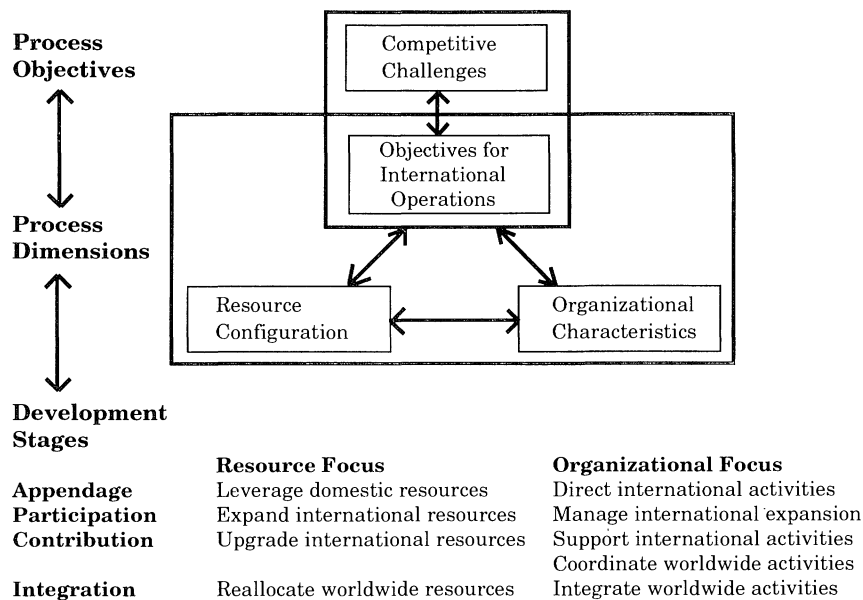 Process
Objectives
Competitive
Challenges
Objectives for
International
Operations
Process
Dimensions
Resource
Configuration
Organizational
Characteristics
Development
Stages
Resource Focus Organizational Focus
Appendage Leverage domestic resources Direct international activities
Participation Expand international resources Manage international expansion
Contribution Upgrade international resources Support international activities
Coordinate worldwide activities
Integration Reallocate worldwide resources Integrate worldwide activities